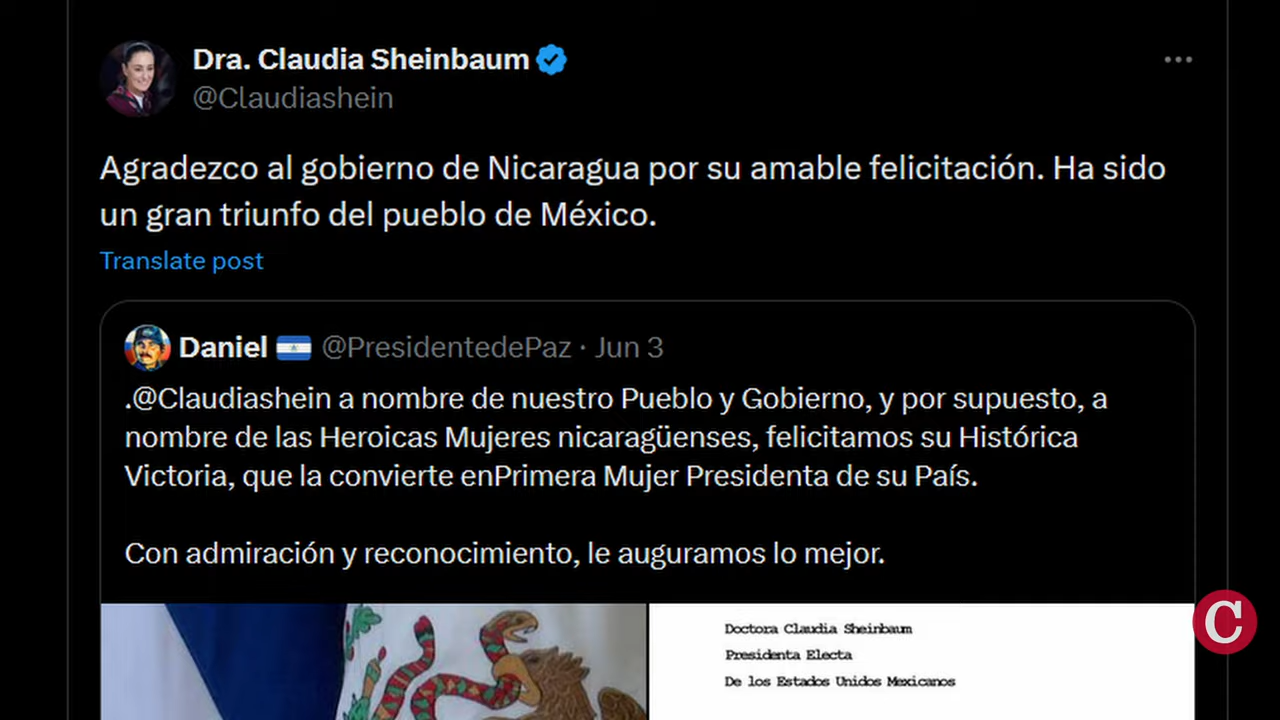 Dra. Claudia Sheinbaum
@Claudiashein
Agradezco al gobierno de Nicaragua por su amable felicitación. Ha sido
un gran triunfo del pueblo de México.
Translate post
Daniel @PresidentedePaz · Jun 3
.@Claudiashein a nombre de nuestro Pueblo y Gobierno, y por supuesto, a
nombre de las Heroicas Mujeres nicaragüenses, felicitamos su Histórica
Victoria, que la convierte enPrimera Mujer Presidenta de su País.
Con admiración y reconocimiento, le auguramos lo mejor.
Doctora Claudia Sheinbaum
Presidenta Electa
De los Estados Unidos Mexicanos
C